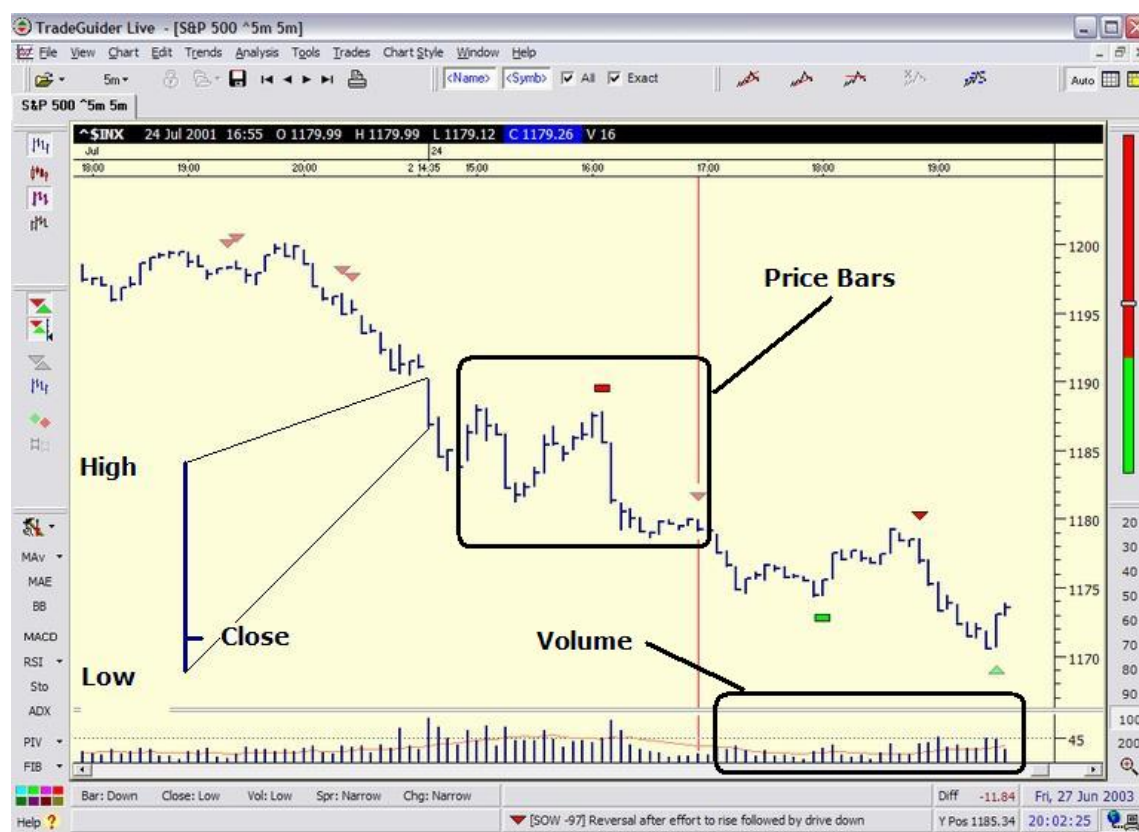 TradeGuider Live - [S&P 500 ^5m 5m]
File View Chart Edit Trends Analysis Tools Trades Chart Style Window Help
5m <Name> <Symb> All Exact Auto
S&P 500 ^5m 5m
^$INX 24 Jul 2001 16:55 O 1179.99 H 1179.99 L 1179.12 C 1179.26 V 16
Jul 24
18:00 19:00 20:00 2 14:35 15:00 16:00 17:00 18:00 19:00
1200
Price Bars
1195
1190
1185
High
1180
20
30
MAv
40
MAE
1175
50
BB
60
Close
Volume
MACD
70
RSI
1170
Low
80
Sto
90
ADX
100
PIV
45
200
FIB
Bar: Down Close: Low Vol: Low Spr: Narrow Chg: Narrow Diff -11.84 Fri, 27 Jun 2003
Help ? [SOW -97] Reversal after effort to rise followed by drive down Y Pos 1185.34 20:02:25